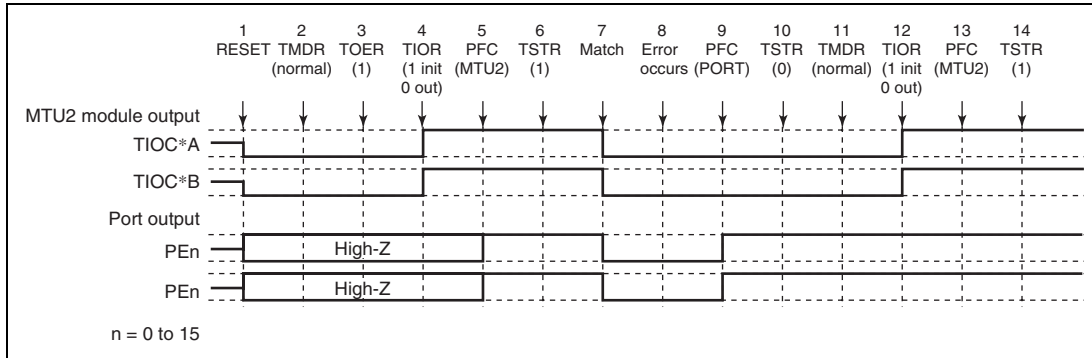 1 2 3 4 5 6 7 8 9 10 11 12 13 14
RESET TMDR TOER TIOR PFC TSTR Match Error PFC TSTR TMDR TIOR PFC TSTR
(normal) (1) (1 init (MTU2) (1) occurs (PORT) (0) (normal) (1 init (MTU2) (1)
0 out) 0 out)
MTU2 module output
TIOC*A
TIOC*B
Port output
PEn High-Z
PEn High-Z
n = 0 to 15